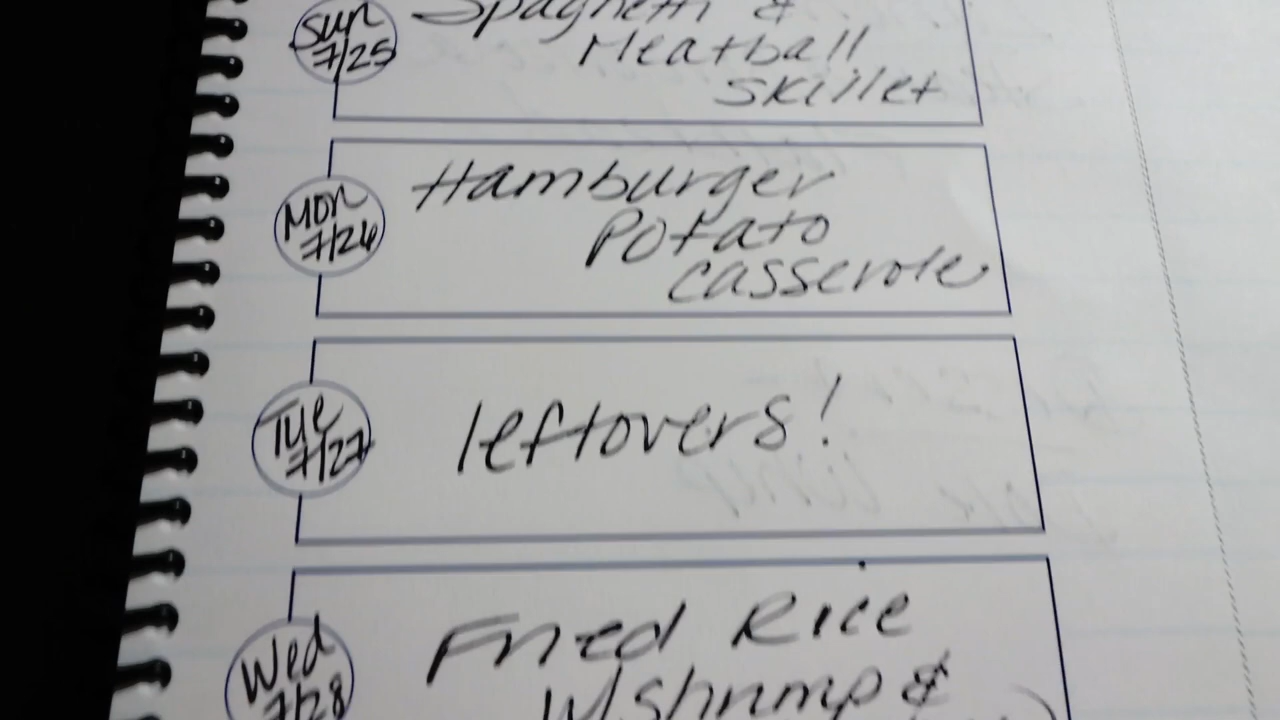 Sun
7/25
Spaghetti &
Meatball
Skillet
Mon
7/26
Hamburger
Potato
Casserole
Tue
7/27
leftovers!
Wed
7/28
Fried Rice
w/ shrimp &